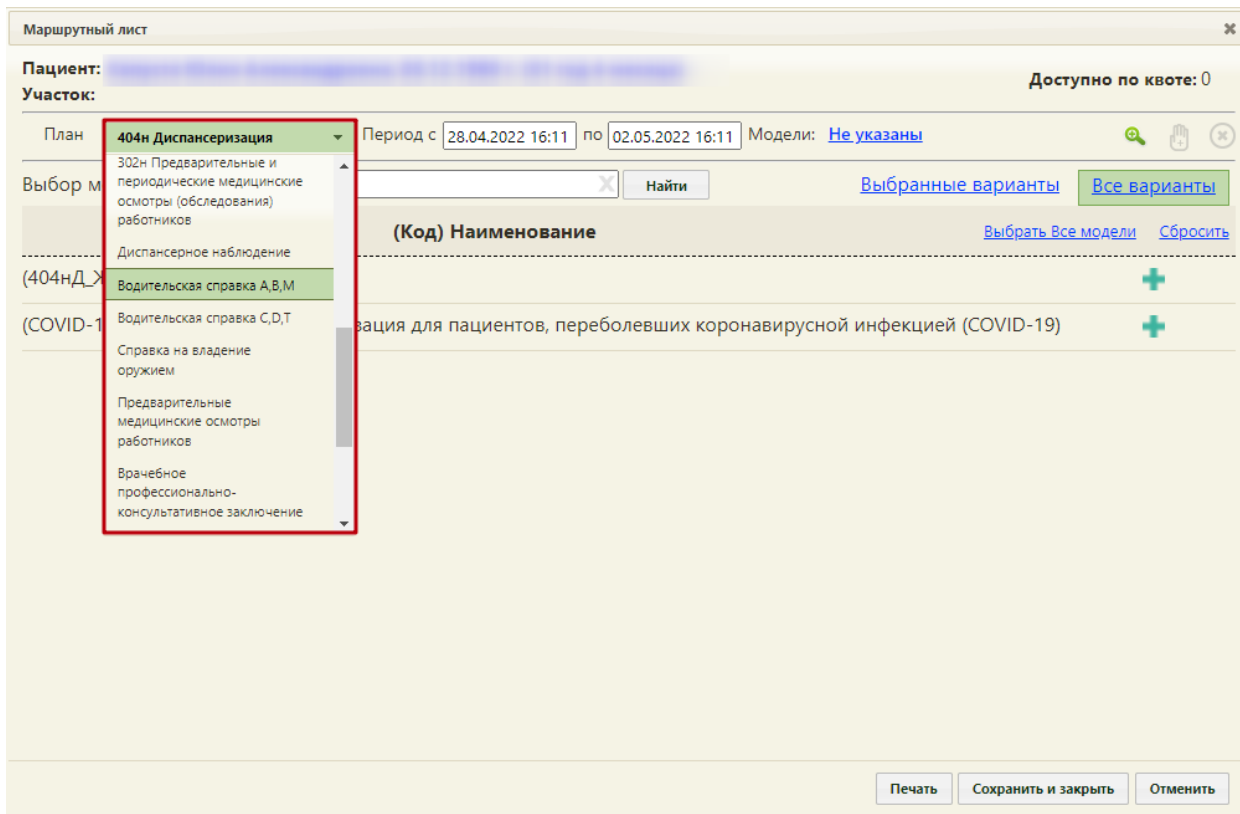 Маршрутный лист
Пациент:
Участок:
Доступно по квоте: 0
План 404н Диспансеризация Период с 28.04.2022 16:11 по 02.05.2022 16:11 Модели: Не указаны
302н Предварительные и
периодические медицинские
осмотры (обследования)
работников
Диспансерное наблюдение
Водительская справка A,B,M
Водительская справка C,D,T
Справка на владение
оружием
Предварительные
медицинские осмотры
работников
Врачебное
профессионально-
консультативное заключение
Выбор м X Найти Выбранные варианты Все варианты
(Код) Наименование Выбрать Все модели Сбросить
(404нД_Ж
(COVID-1 зация для пациентов, переболевших коронавирусной инфекцией (COVID-19)
Печать Сохранить и закрыть Отменить